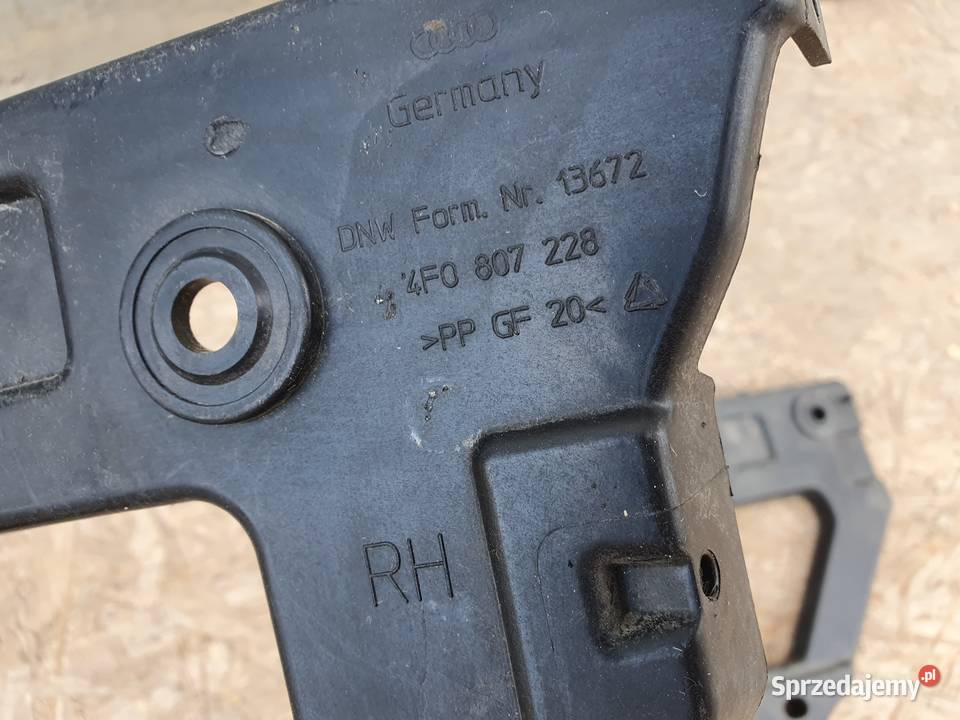 Germany
DNW Form. Nr. 13672
4F0 807 228
>PP GF 20<
RH
Sprzedajemy.pl